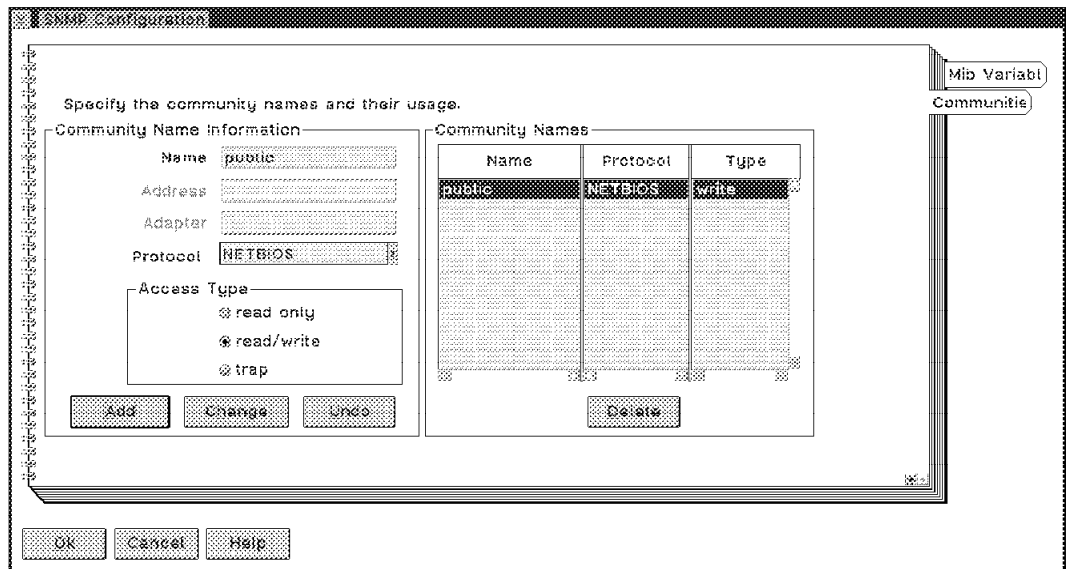 SNMP Configuration
Mib Variabl
Communitie
Specify the community names and their usage.
Community Name Information
Name public
Address
Adapter
Protocol NETBIOS
Access Type
read only
read/write
trap
Add Change Undo
Community Names
Name Protocol Type
public NETBIOS write
Delete
Ok Cancel Help